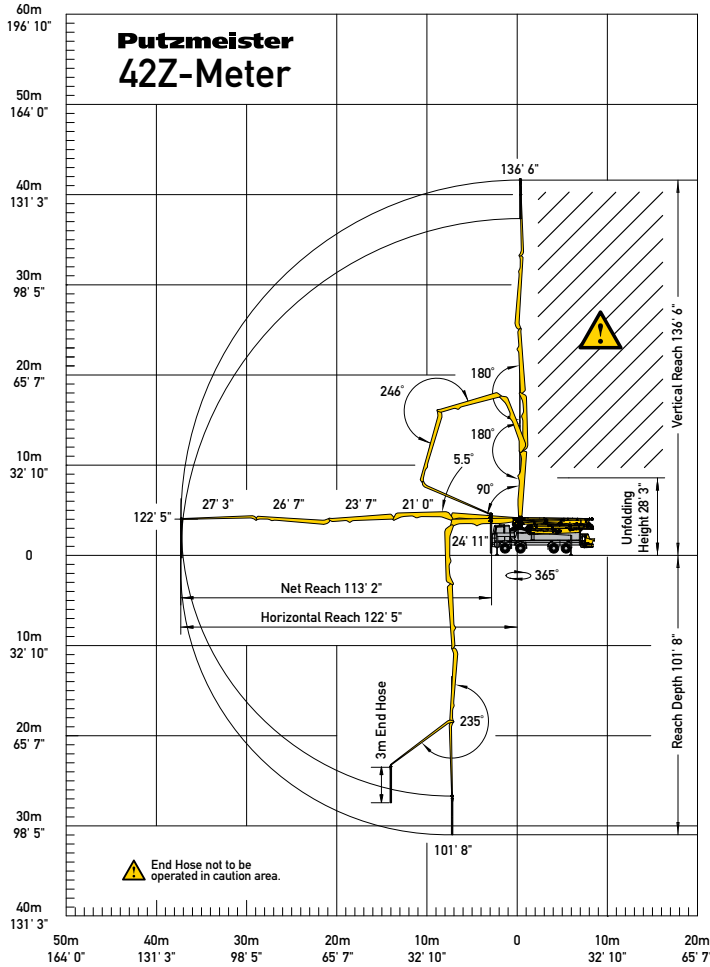 Putzmeister
42Z-Meter
60m
196' 10"
50m
164' 0"
40m
131' 3"
30m
98' 5"
20m
65' 7"
10m
32' 10"
0
10m
32' 10"
20m
65' 7"
30m
98' 5"
40m
131' 3"
136' 6"
180°
246°
180°
5.5°
90°
122' 5"
27' 3"
26' 7"
23' 7"
21' 0"
24' 11"
365°
Net Reach 113' 2"
Horizontal Reach 122' 5"
Vertical Reach 136' 6"
Unfolding
Height 28' 3"
Reach Depth 101' 8"
3m End Hose
235°
101' 8"
End Hose not to be
operated in caution area.
50m
164' 0"
40m
131' 3"
30m
98' 5"
20m
65' 7"
10m
32' 10"
0
10m
32' 10"
20m
65' 7"